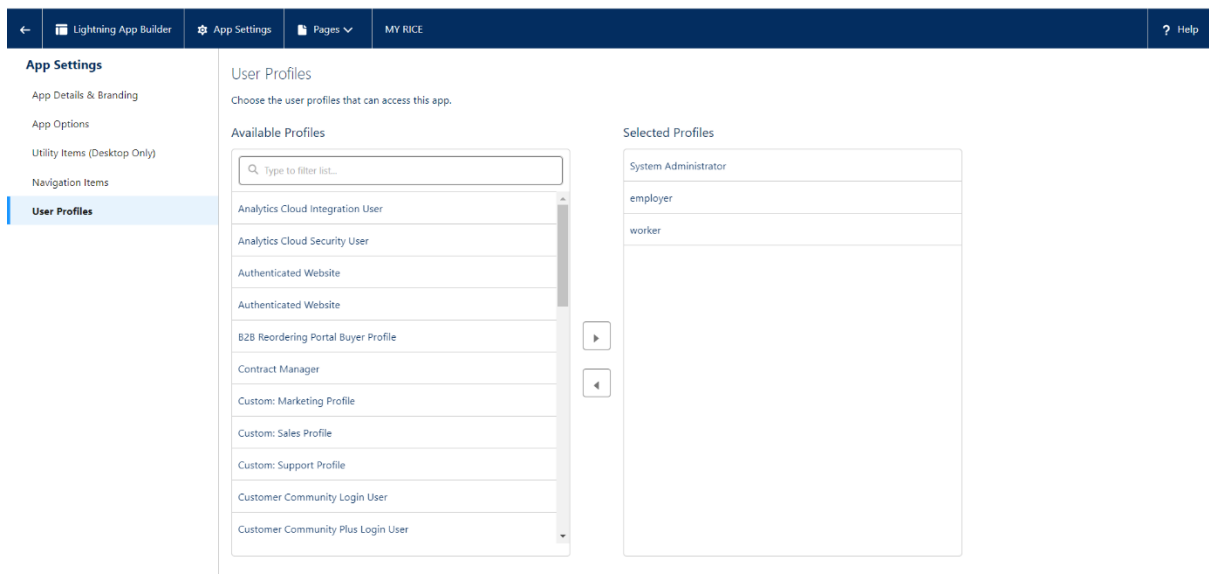 Lightning App Builder
App Settings
Pages
MY RICE
? Help
App Settings
App Details & Branding
App Options
Utility Items (Desktop Only)
Navigation Items
User Profiles
User Profiles
Choose the user profiles that can access this app.
Available Profiles
Type to filter list...
Analytics Cloud Integration User
Analytics Cloud Security User
Authenticated Website
Authenticated Website
B2B Reordering Portal Buyer Profile
Contract Manager
Custom: Marketing Profile
Custom: Sales Profile
Custom: Support Profile
Customer Community Login User
Customer Community Plus Login User
Selected Profiles
System Administrator
employer
worker